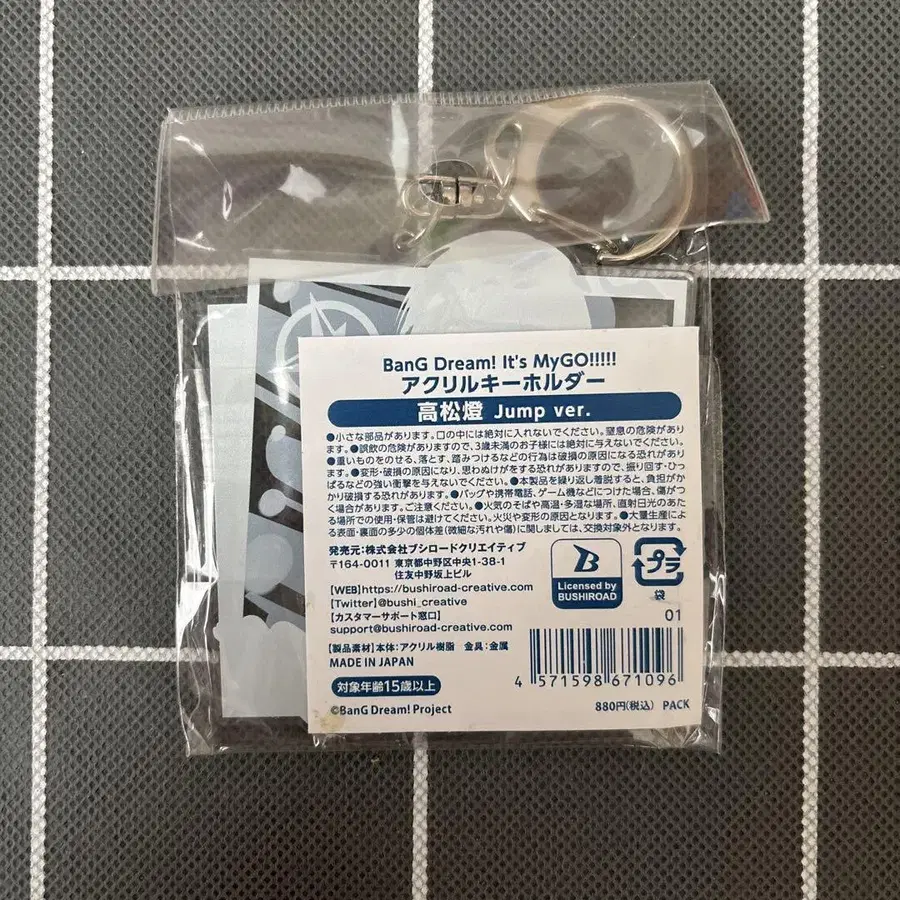 BanG Dream! It's MyGO!!!!!
アクリルキーホルダー
高松燈 Jump ver.
●小さな部品があります。口の中には絶対に入れないでください。窒息の危険があり
ます。●誤飲の危険がありますので、3歳未満のお子様には絶対に与えないでください。
●重いものをのせる、落とす、踏みつけるなどの行為は破損の原因になる恐れがあり
ます。●変形・破損の原因になり、思わぬけがをする恐れがありますので、振り回す・ひっ
ぱるなどの強い衝撃を与えないでください。●本製品を繰り返し着脱すると、負担がか
かり破損する恐れがあります。●バッグや携帯電話、ゲーム機などにつけた場合、傷がつ
く場合があります。ご注意ください。●火気のそばや高温・多湿な場所、直射日光のあた
る場所での使用・保管は避けてください。火災や変形の原因となります。●大量生産によ
る表面・裏面の多少の個体差(微細な汚れや傷)に関しましては、交換対象外となります。
発売元:株式会社ブシロードクリエイティブ
〒164-0011 東京都中野区中央1-38-1
住友中野坂上ビル
【WEB】https://bushiroad-creative.com
【Twitter】@bushi_creative
【カスタマーサポート窓口】
support@bushiroad-creative.com
B
Licensed by
BUSHIROAD
プラ
袋
01
【製品素材】本体:アクリル樹脂 金具:金属
MADE IN JAPAN
対象年齢15歳以上
©BanG Dream! Project
4 571598 671096
880円(税込) PACK